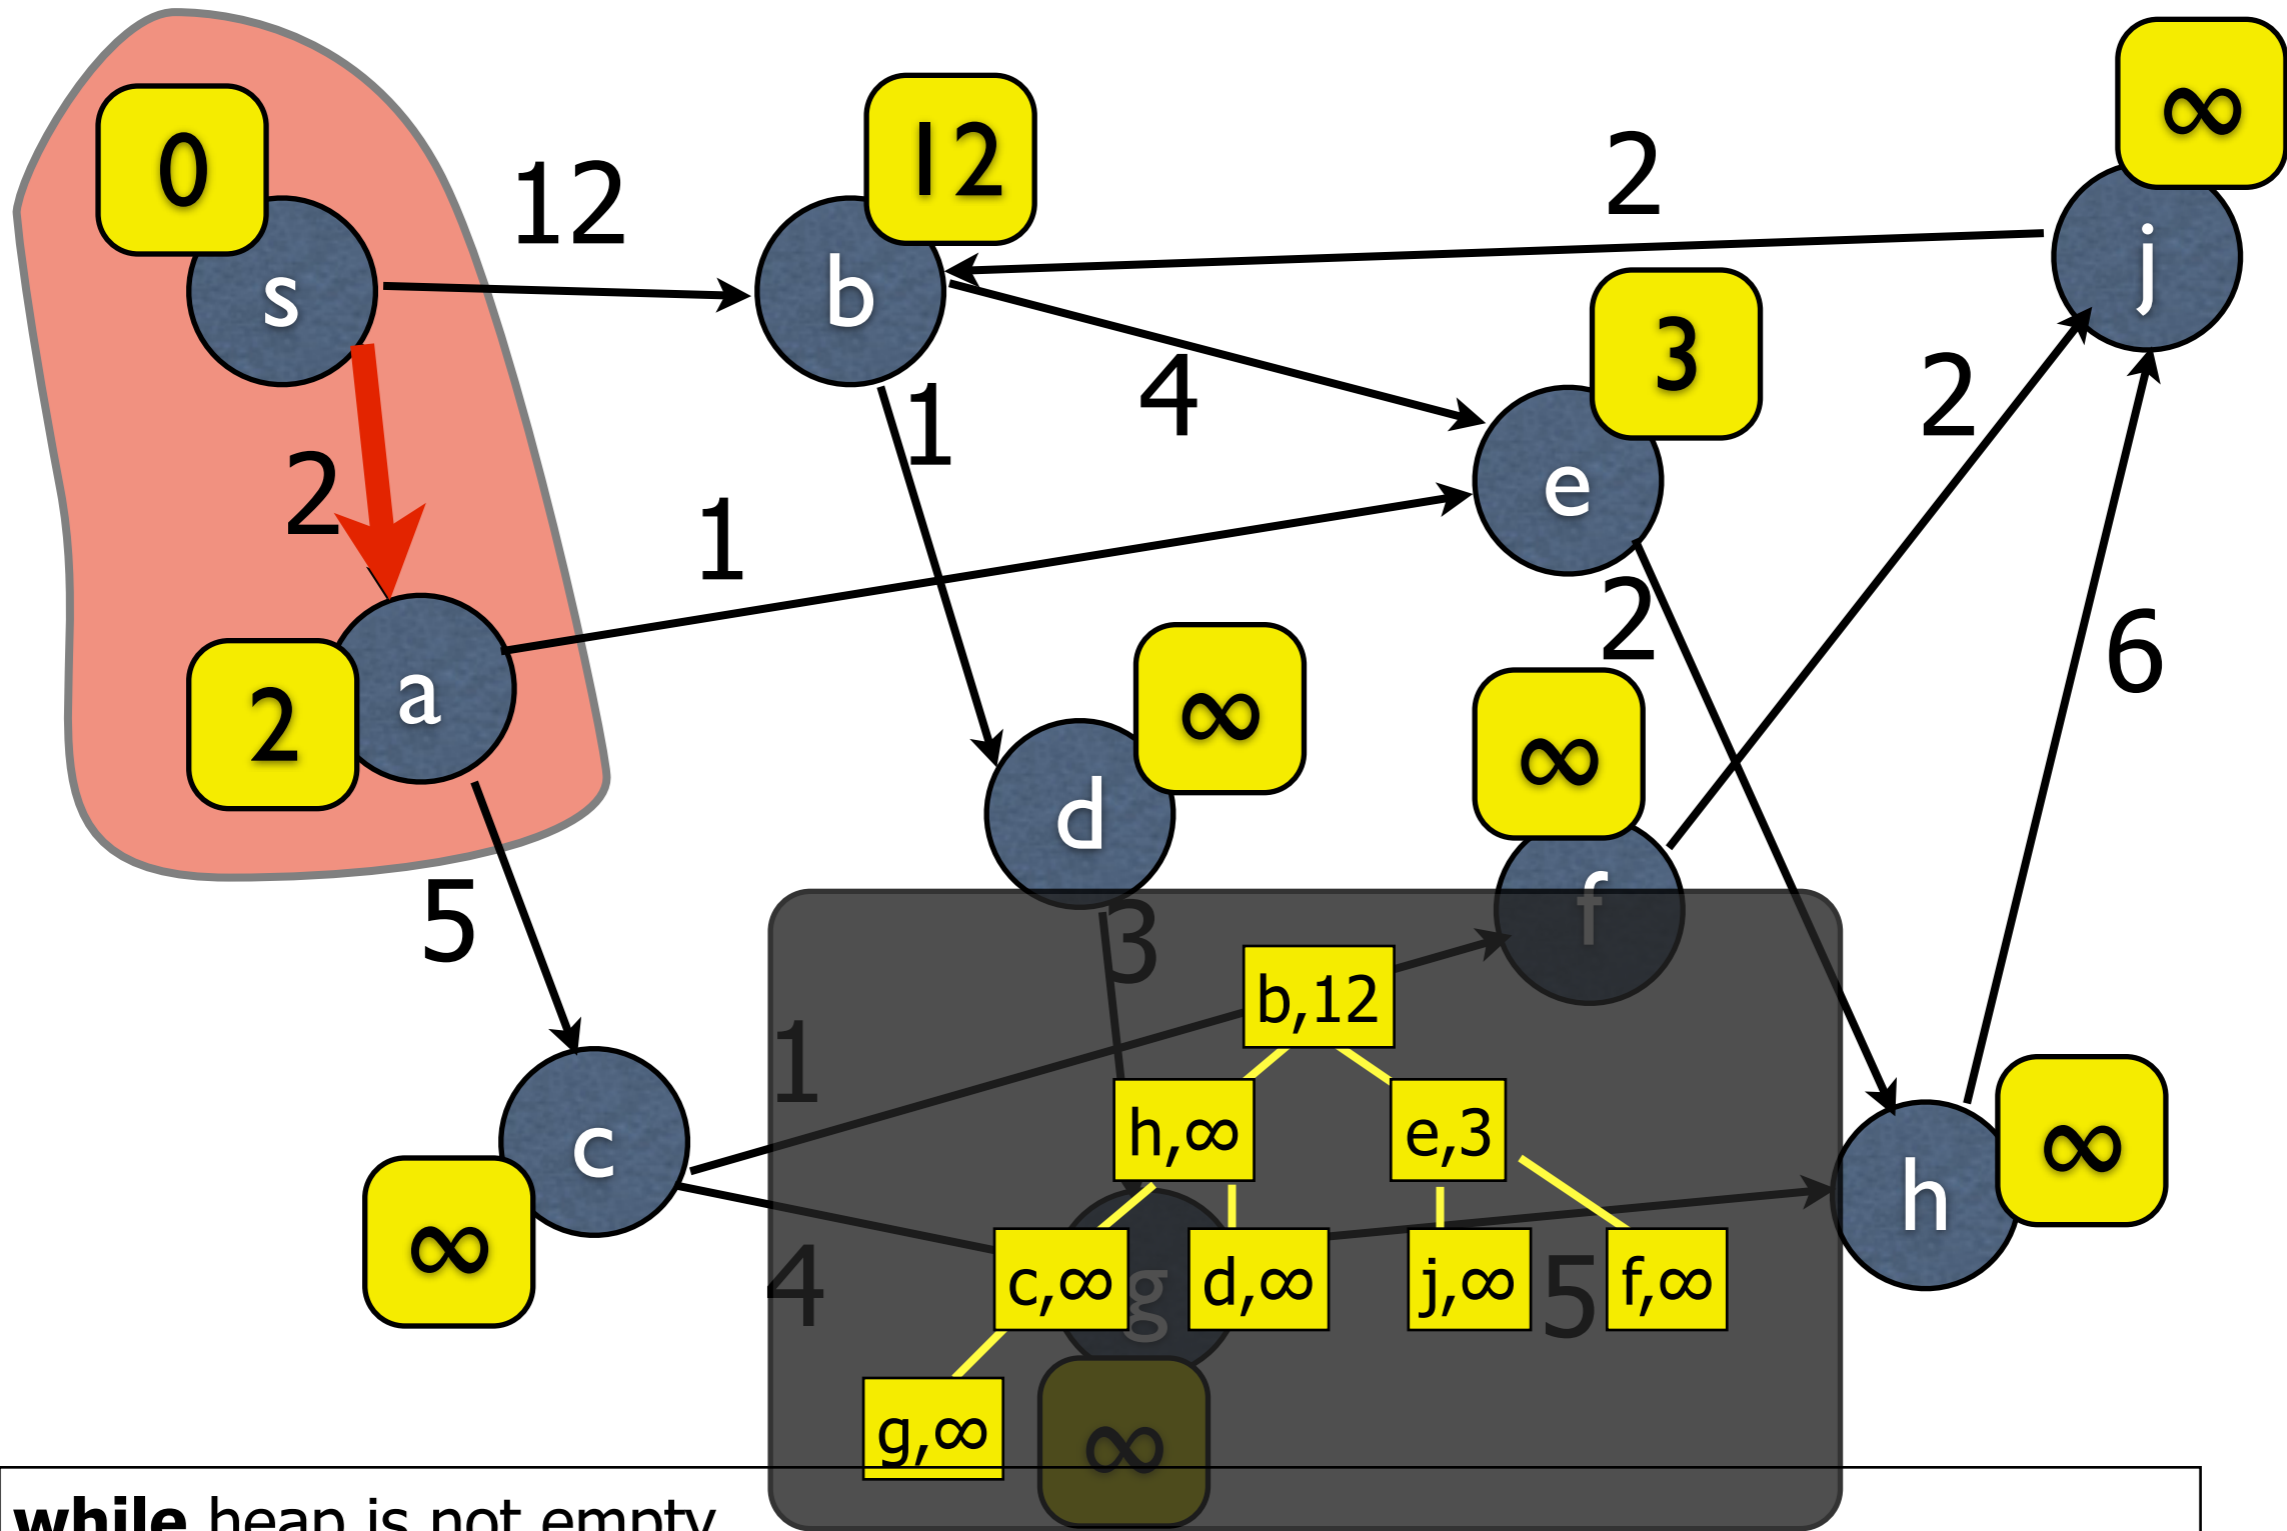 ∞
12
0
12
2
b
j
s
3
4
1
2
2
e
1
2
6
∞
∞
a
2
d
5
f
3
b,12
1
h,∞
e,3
∞
c
h
4
c,∞
g
d,∞
j,∞
5
f,∞
∞
g,∞
∞
while heap is not empty